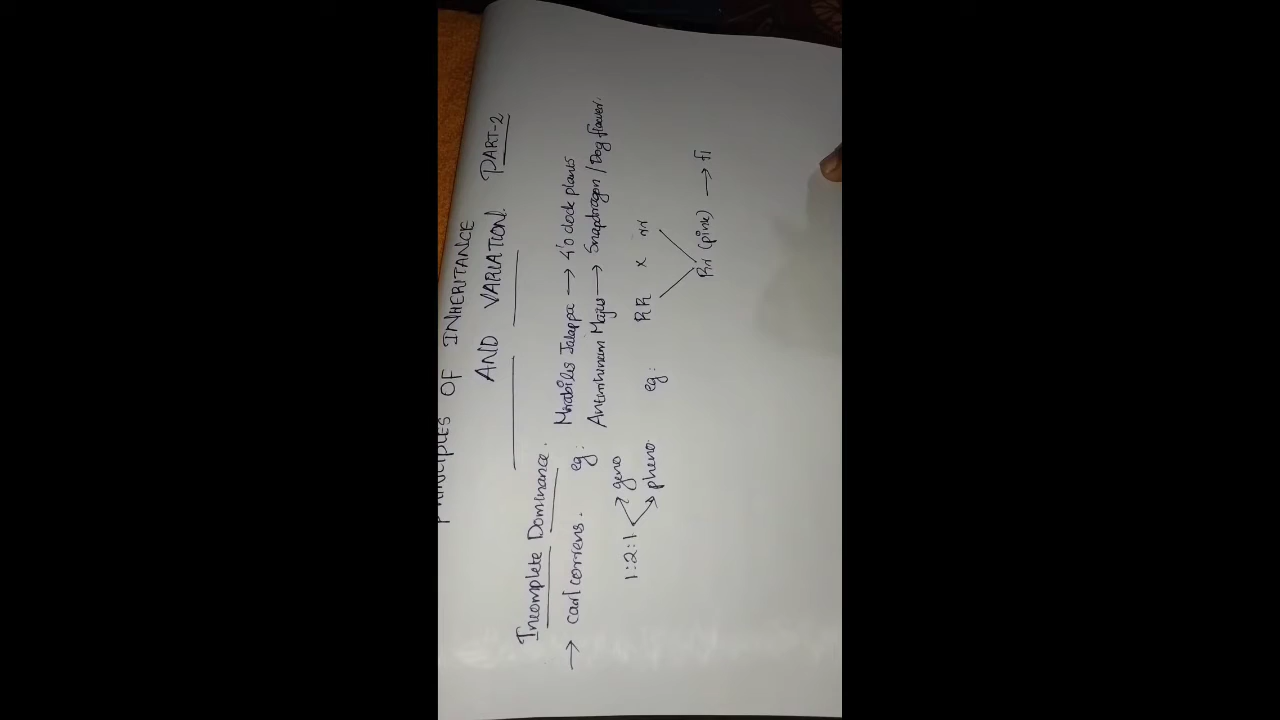 PRINCIPLES OF INHERITANCE
AND VARIATION. PART-2
Incomplete Dominance.
→ Carl correns. eg: Mirabilis Jalappa → 4'o clock plants
Antirrhinum Majus → Snapdragon / Dog flower.
1:2:1 geno
pheno.
eg: RR x rr
Rr (pink) → F1